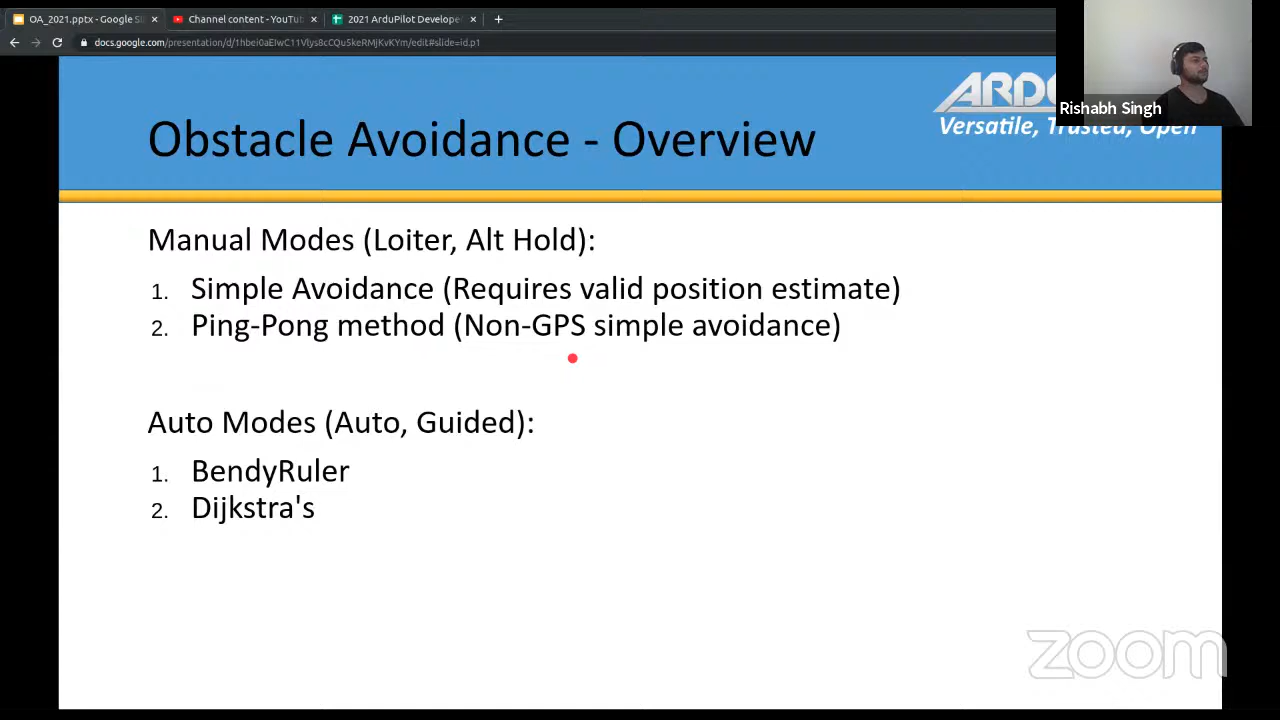 OA_2021.pptx - Google Sl
Channel content - YouTu
2021 ArduPilot Develope
docs.google.com/presentation/d/1hbei0aEIwC11Vlys8cCQu5keRMJKvKYm/edit#slide=id.p1
Rishabh Singh
ARD
Versatile, Trusted, Open
Obstacle Avoidance - Overview
Manual Modes (Loiter, Alt Hold):
1. Simple Avoidance (Requires valid position estimate)
2. Ping-Pong method (Non-GPS simple avoidance)
Auto Modes (Auto, Guided):
1. BendyRuler
2. Dijkstra's
zoom